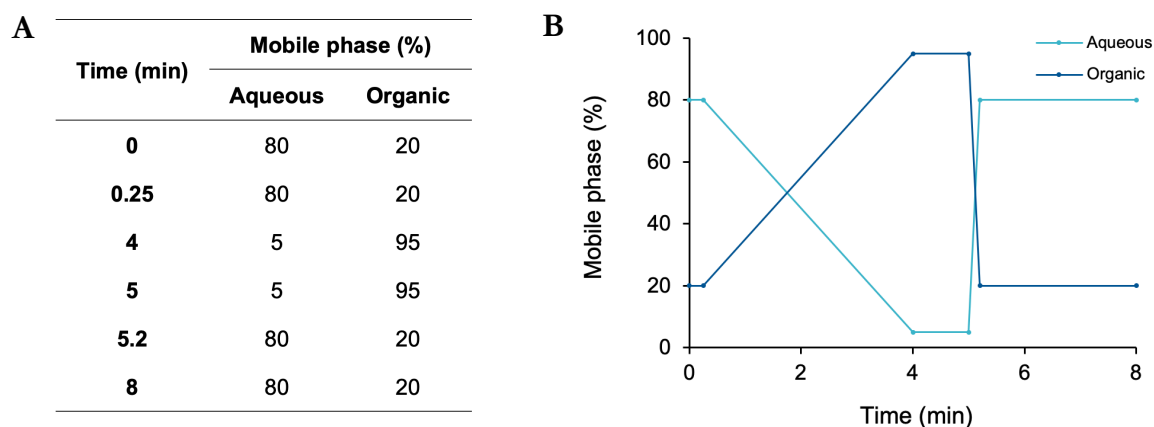 A
Time (min)
Mobile phase (%)
Aqueous Organic
0 80 20
0.25 80 20
4 5 95
5 5 95
5.2 80 20
8 80 20
B
Mobile phase (%)
100
80
60
40
20
0
0 2 4 6 8
Time (min)
Aqueous
Organic